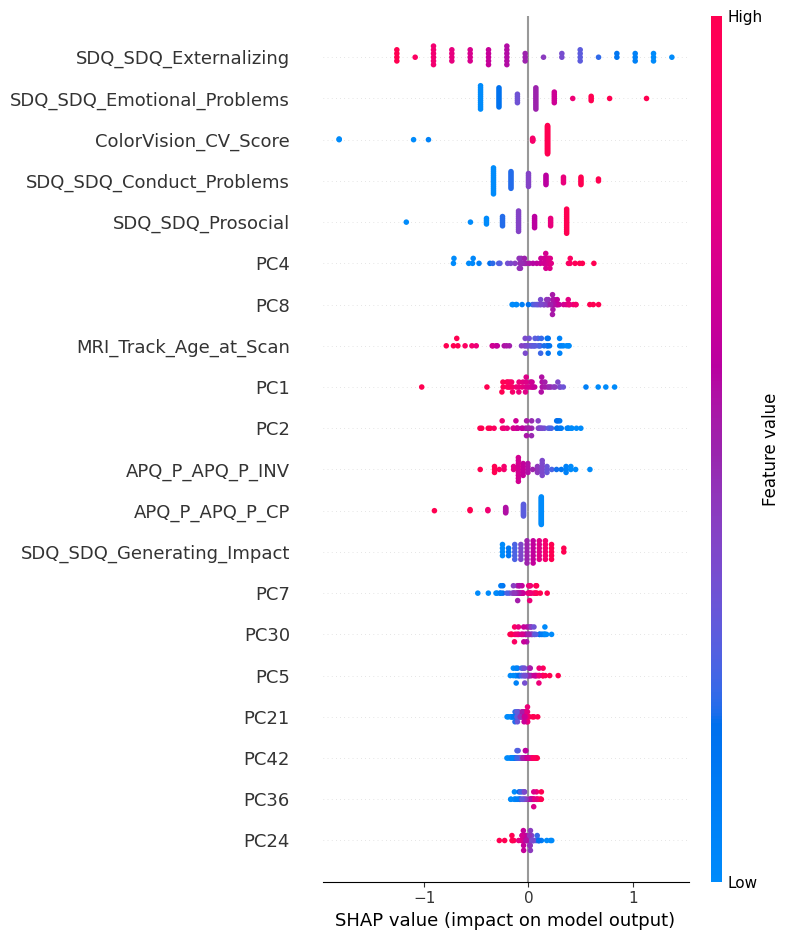 High
SDQ_SDQ_Externalizing
SDQ_SDQ_Emotional_Problems
ColorVision_CV_Score
SDQ_SDQ_Conduct_Problems
SDQ_SDQ_Prosocial
PC4
PC8
MRI_Track_Age_at_Scan
PC1
PC2
APQ_P_APQ_P_INV
APQ_P_APQ_P_CP
SDQ_SDQ_Generating_Impact
PC7
PC30
PC5
PC21
PC42
PC36
PC24
Feature value
Low
−1 0 1
SHAP value (impact on model output)